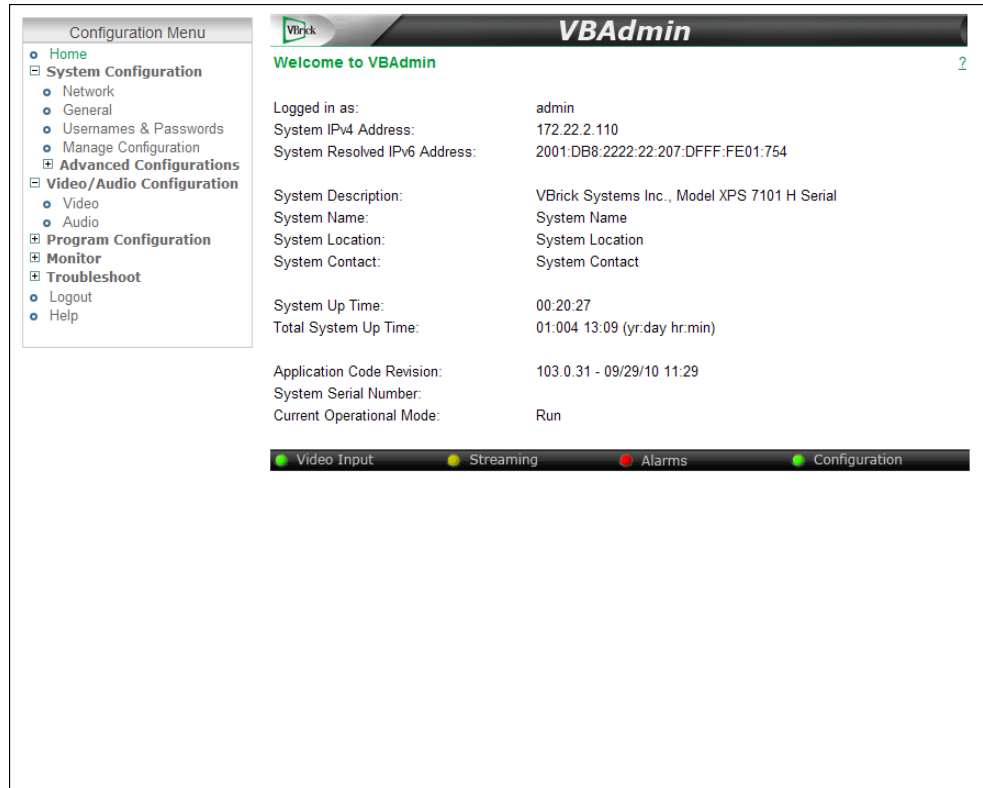 Configuration Menu
Home
System Configuration
Network
General
Usernames & Passwords
Manage Configuration
Advanced Configurations
Video/Audio Configuration
Video
Audio
Program Configuration
Monitor
Troubleshoot
Logout
Help
VBrick
VBAdmin
Welcome to VBAdmin ?
Logged in as: admin
System IPv4 Address: 172.22.2.110
System Resolved IPv6 Address: 2001:DB8:2222:22:207:DFFF:FE01:754
System Description: VBrick Systems Inc., Model XPS 7101 H Serial
System Name: System Name
System Location: System Location
System Contact: System Contact
System Up Time: 00:20:27
Total System Up Time: 01:004 13:09 (yr:day hr:min)
Application Code Revision: 103.0.31 - 09/29/10 11:29
System Serial Number:
Current Operational Mode: Run
Video Input Streaming Alarms Configuration